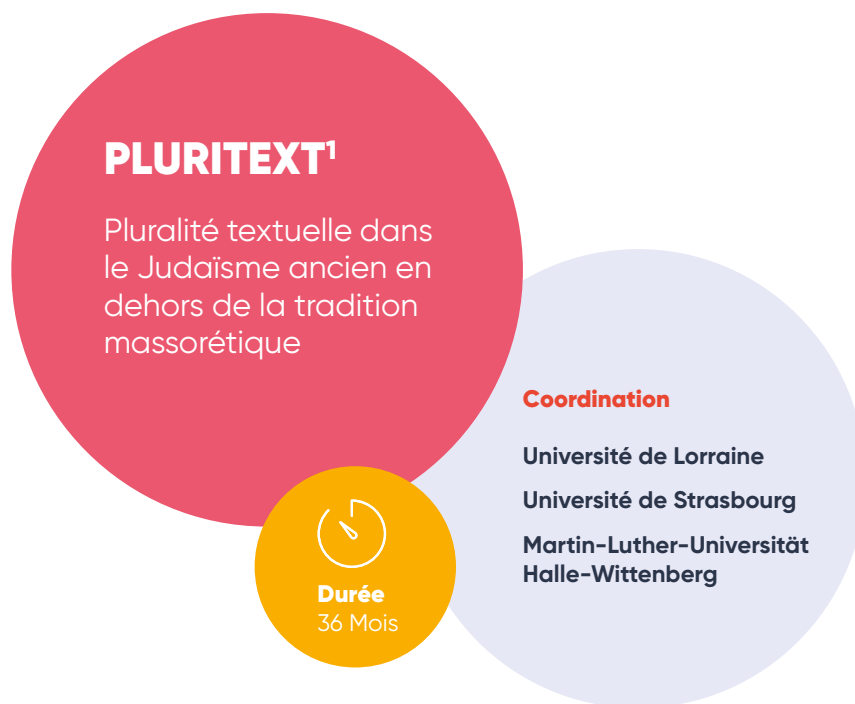 PLURITEXT¹
Pluralité textuelle dans
le Judaïsme ancien en
dehors de la tradition
massorétique
Coordination
Université de Lorraine
Université de Strasbourg
Martin-Luther-Universität
Halle-Wittenberg
Durée
36 Mois